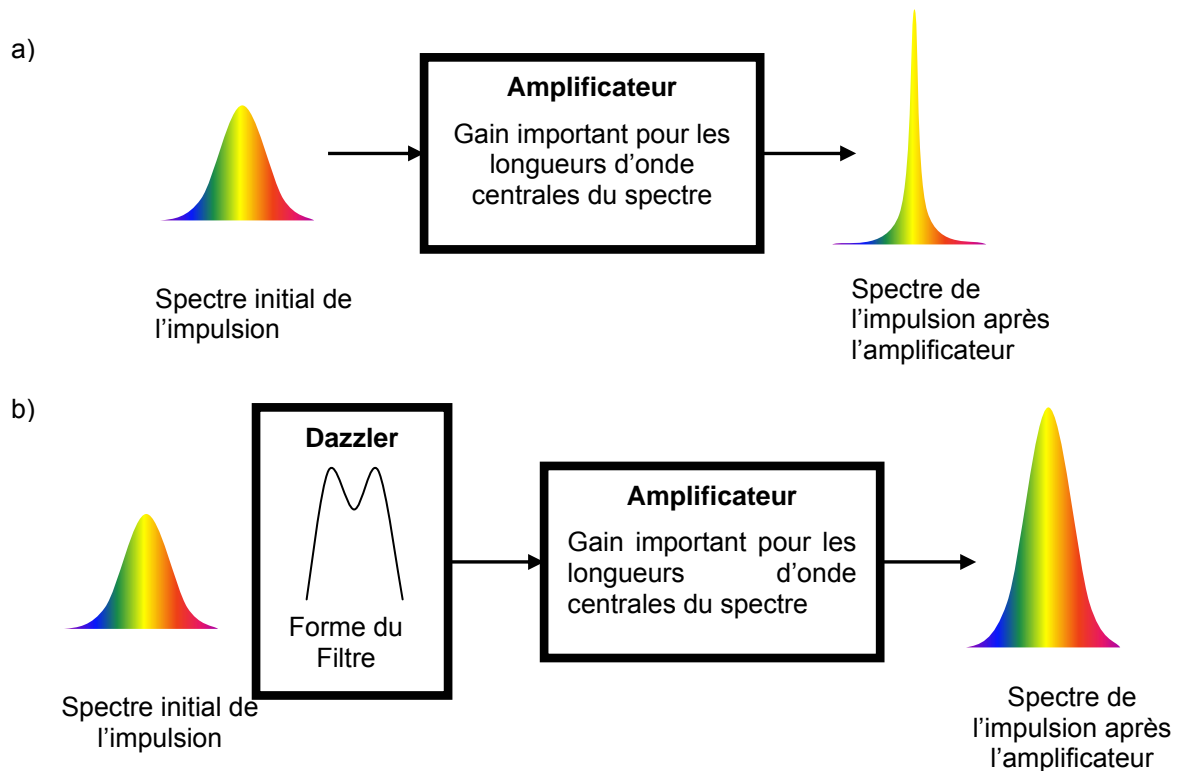 a)
Amplificateur
Gain important pour les
longueurs d'onde
centrales du spectre
Spectre initial de
l'impulsion
Spectre de
l'impulsion après
l'amplificateur
b)
Dazzler
Forme du
Filtre
Amplificateur
Gain important pour les
longueurs d'onde
centrales du spectre
Spectre initial de
l'impulsion
Spectre de
l'impulsion après
l'amplificateur